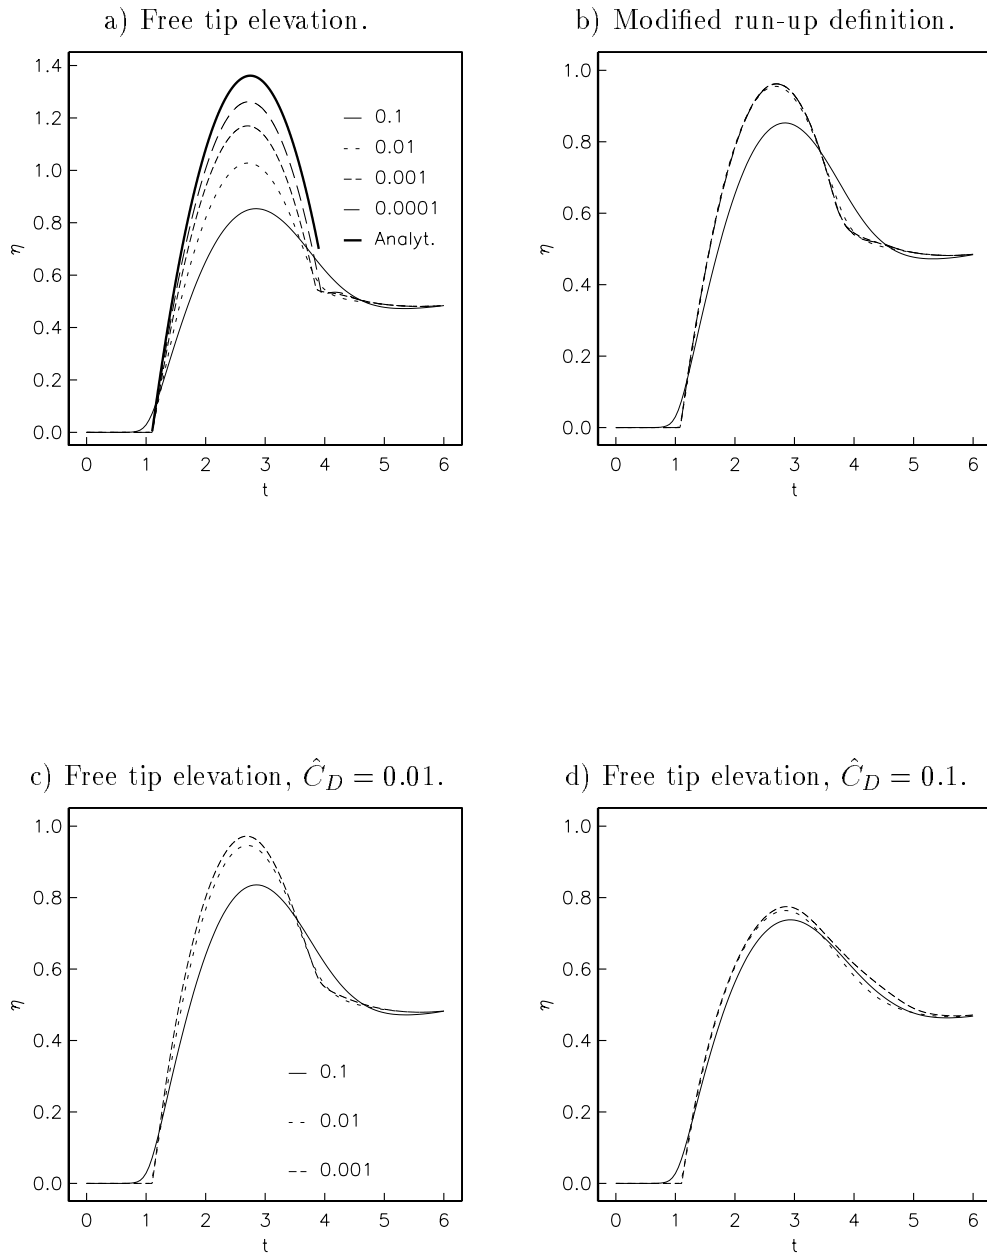 a) Free tip elevation.
1.4
1.2
1.0
0.8
0.6
0.4
0.2
0.0
η
0.1
0.01
0.001
0.0001
Analyt.
0 1 2 3 4 5 6
t
b) Modified run-up definition.
1.0
0.8
0.6
0.4
0.2
0.0
η
0 1 2 3 4 5 6
t
c) Free tip elevation, Ĉ_D = 0.01.
1.0
0.8
0.6
0.4
0.2
0.0
η
0.1
0.01
0.001
0 1 2 3 4 5 6
t
d) Free tip elevation, Ĉ_D = 0.1.
1.0
0.8
0.6
0.4
0.2
0.0
η
0 1 2 3 4 5 6
t